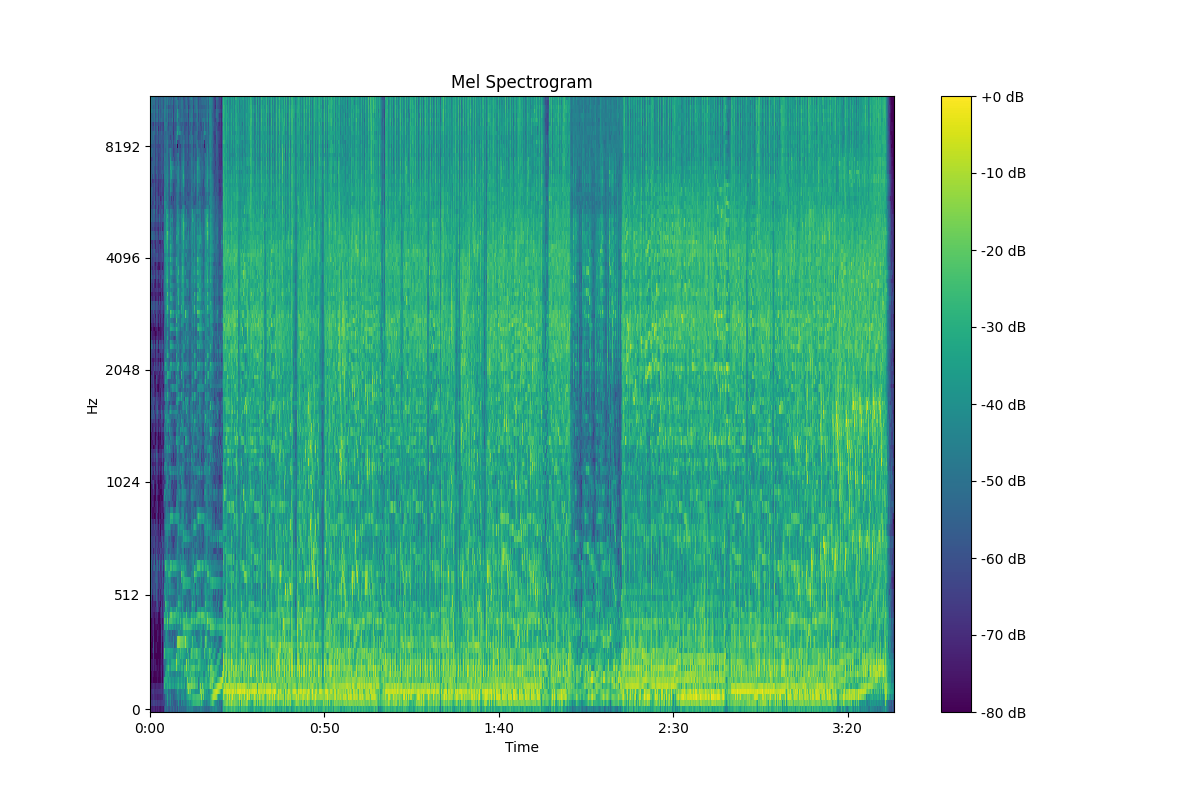 Mel Spectrogram
8192
4096
2048
1024
512
0
Hz
0:00
0:50
1:40
2:30
3:20
Time
+0 dB
-10 dB
-20 dB
-30 dB
-40 dB
-50 dB
-60 dB
-70 dB
-80 dB